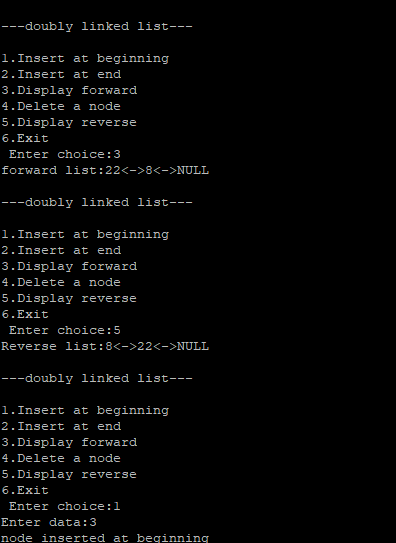 ---doubly linked list---
1.Insert at beginning
2.Insert at end
3.Display forward
4.Delete a node
5.Display reverse
6.Exit
 Enter choice:3
forward list:22<->8<->NULL
---doubly linked list---
1.Insert at beginning
2.Insert at end
3.Display forward
4.Delete a node
5.Display reverse
6.Exit
 Enter choice:5
Reverse list:8<->22<->NULL
---doubly linked list---
1.Insert at beginning
2.Insert at end
3.Display forward
4.Delete a node
5.Display reverse
6.Exit
 Enter choice:1
Enter data:3
node inserted at beginning